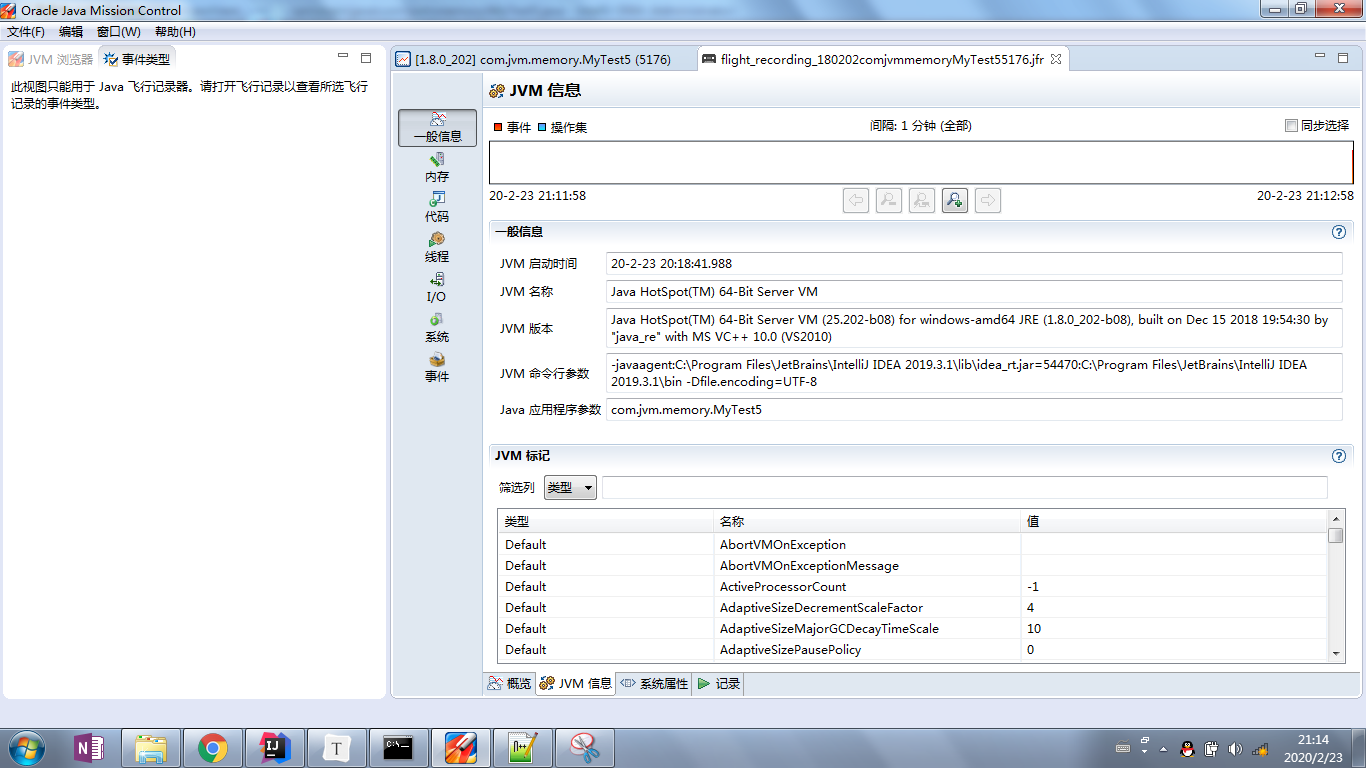 Oracle Java Mission Control
文件(F) 编辑 窗口(W) 帮助(H)
JVM 浏览器 事件类型
此视图只能用于 Java 飞行记录器。请打开飞行记录以查看所选飞行
记录的事件类型。
[1.8.0_202] com.jvm.memory.MyTest5 (5176) flight_recording_180202comjvmmemoryMyTest55176.jfr
一般信息
内存
代码
线程
I/O
系统
事件
JVM 信息
事件 操作集 间隔: 1 分钟 (全部) 同步选择
20-2-23 21:11:58 20-2-23 21:12:58
一般信息
JVM 启动时间 20-2-23 20:18:41.988
JVM 名称 Java HotSpot(TM) 64-Bit Server VM
JVM 版本 Java HotSpot(TM) 64-Bit Server VM (25.202-b08) for windows-amd64 JRE (1.8.0_202-b08), built on Dec 15 2018 19:54:30 by
"java_re" with MS VC++ 10.0 (VS2010)
JVM 命令行参数 -javaagent:C:\Program Files\JetBrains\IntelliJ IDEA 2019.3.1\lib\idea_rt.jar=54470:C:\Program Files\JetBrains\IntelliJ IDEA
2019.3.1\bin -Dfile.encoding=UTF-8
Java 应用程序参数 com.jvm.memory.MyTest5
JVM 标记
筛选列 类型
类型 名称 值
Default AbortVMOnException
Default AbortVMOnExceptionMessage
Default ActiveProcessorCount -1
Default AdaptiveSizeDecrementScaleFactor 4
Default AdaptiveSizeMajorGCDecayTimeScale 10
Default AdaptiveSizePausePolicy 0
概览 JVM 信息 系统属性 记录
21:14
2020/2/23